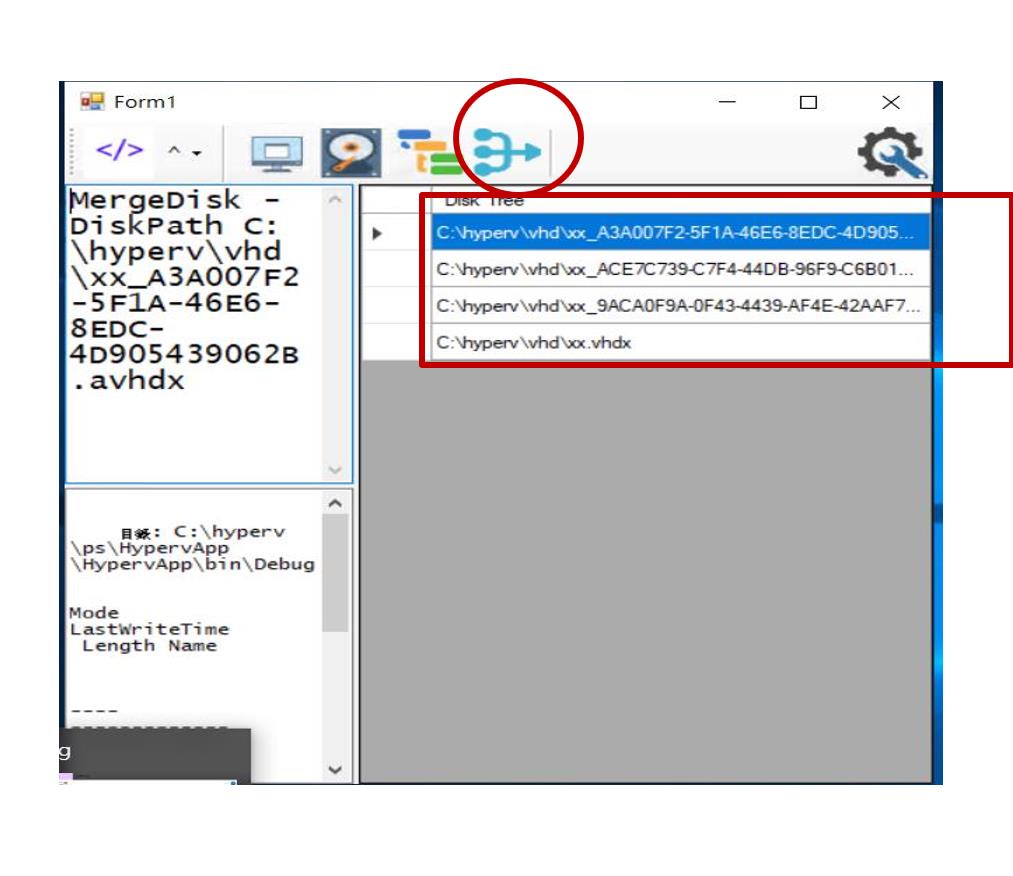 Form1
</>
MergeDisk -
DiskPath C:
\hyperv\vhd
\xx_A3A007F2
-5F1A-46E6-
8EDC-
4D905439062B
.avhdx
Disk Tree
C:\hyperv\vhd\xx_A3A007F2-5F1A-46E6-8EDC-4D905...
C:\hyperv\vhd\xx_ACE7C739-C7F4-44DB-96F9-C6B01...
C:\hyperv\vhd\xx_9ACA0F9A-0F43-4439-AF4E-42AAF7...
C:\hyperv\vhd\xx.vhdx
目錄: C:\hyperv
\ps\HypervApp
\HypervApp\bin\Debug
Mode
LastWriteTime
Length Name
----
-------------
g